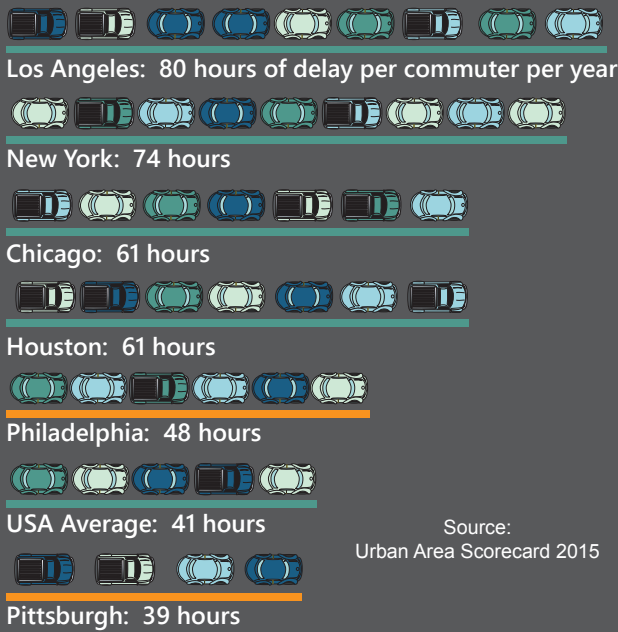 Los Angeles: 80 hours of delay per commuter per year
New York: 74 hours
Chicago: 61 hours
Houston: 61 hours
Philadelphia: 48 hours
USA Average: 41 hours
Source:
Urban Area Scorecard 2015
Pittsburgh: 39 hours